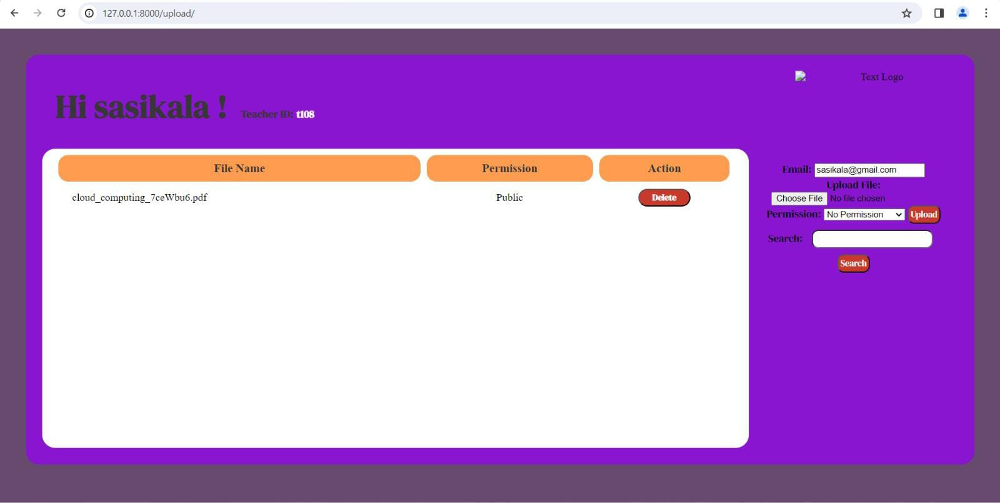 127.0.0.1:8000/upload/
Text Logo
Hi sasikala ! Teacher ID: t108
File Name Permission Action
cloud_computing_7ceWbu6.pdf Public Delete
Email: sasikala@gmail.com
Upload File:
Choose File No file chosen
Permission: No Permission Upload
Search:
Search